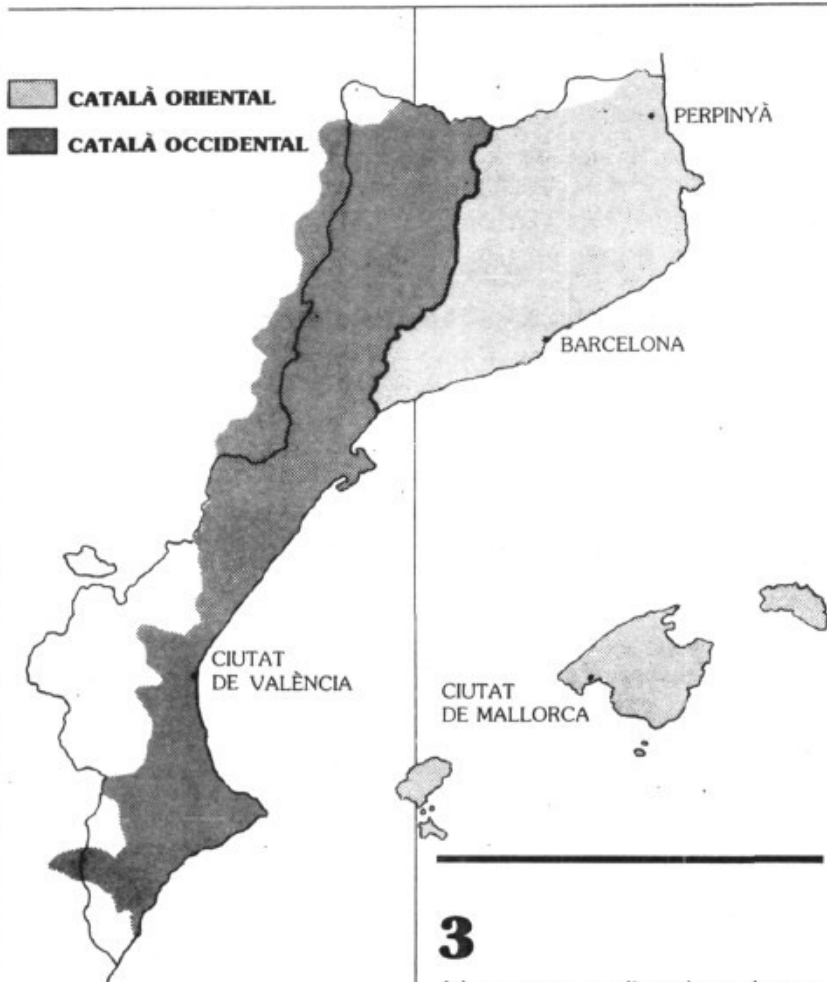 CATALÀ ORIENTAL
CATALÀ OCCIDENTAL
PERPINYÀ
BARCELONA
CIUTAT
DE VALÈNCIA
CIUTAT
DE MALLORCA
3